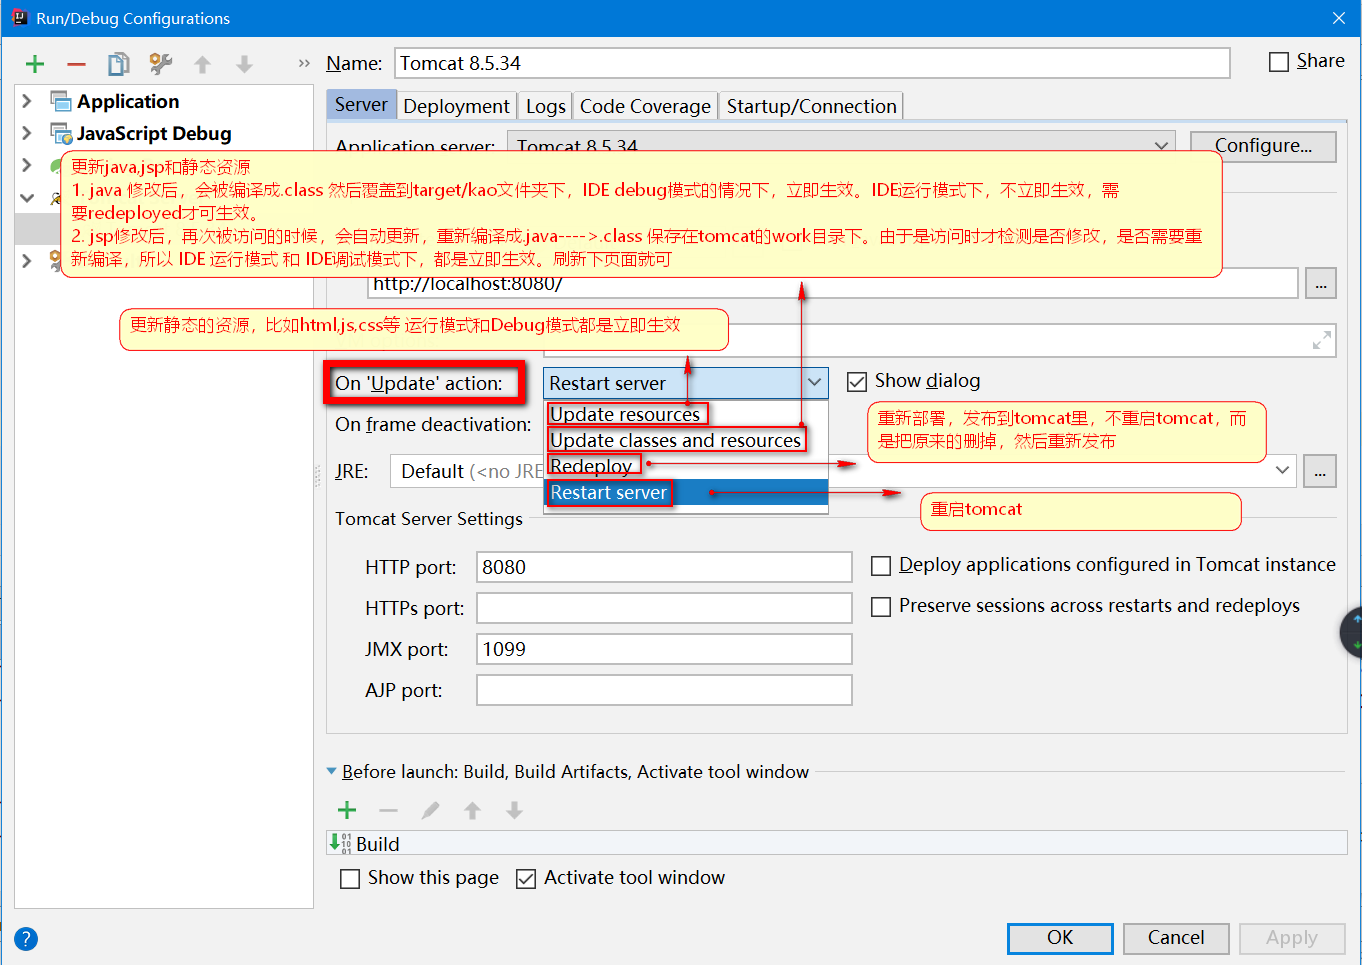 Run/Debug Configurations
Name: Tomcat 8.5.34
Share
Application
JavaScript Debug
Server Deployment Logs Code Coverage Startup/Connection
Application server: Tomcat 8.5.34 Configure...
更新java,jsp和静态资源
1. java 修改后，会被编译成.class 然后覆盖到target/kao文件夹下，IDE debug模式的情况下，立即生效。IDE运行模式下，不立即生效，需
要redeployed才可生效。
2. jsp修改后，再次被访问的时候，会自动更新，重新编译成.java---->.class 保存在tomcat的work目录下。由于是访问时才检测是否修改，是否需要重
新编译，所以 IDE 运行模式 和 IDE调试模式下，都是立即生效。刷新下页面就可
http://localhost:8080/ ...
更新静态的资源，比如html,js,css等 运行模式和Debug模式都是立即生效
On 'Update' action: Restart server Show dialog
Update resources
On frame deactivation:
Update classes and resources
重新部署，发布到tomcat里，不重启tomcat，而
是把原来的删掉，然后重新发布
JRE: Default (<no JRE ...
Redeploy
Restart server
重启tomcat
Tomcat Server Settings
HTTP port: 8080
Deploy applications configured in Tomcat instance
HTTPs port:
Preserve sessions across restarts and redeploys
JMX port: 1099
AJP port:
Before launch: Build, Build Artifacts, Activate tool window
Build
Show this page Activate tool window
? OK Cancel Apply